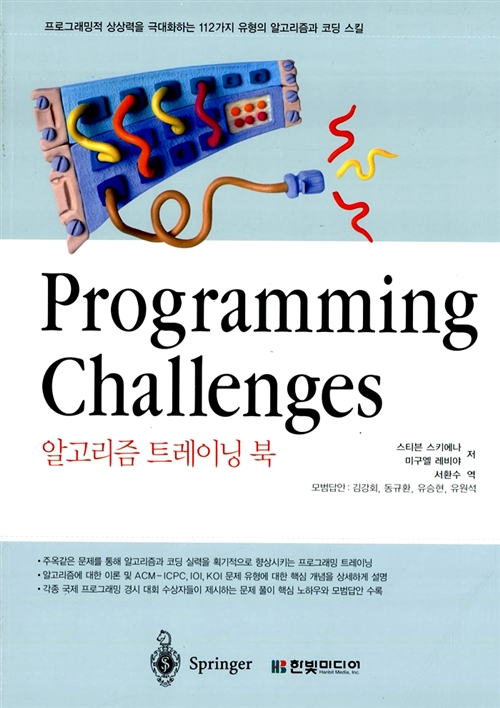 프로그래밍적 상상력을 극대화하는 112가지 유형의 알고리즘과 코딩 스킬
Programming
Challenges
알고리즘 트레이닝 북
스티븐 스키에나
미구엘 레비야 저
서환수 역
모범답안 : 김강회, 동규환, 유승현, 유원석
• 주옥같은 문제를 통해 알고리즘과 코딩 실력을 획기적으로 향상시키는 프로그래밍 트레이닝
• 알고리즘에 대한 이론 및 ACM-ICPC, IOI, KOI 문제 유형에 대한 핵심 개념을 상세하게 설명
• 각종 국제 프로그래밍 경시 대회 수상자들이 제시하는 문제 풀이 핵심 노하우와 모범답안 수록
Springer
HB 한빛미디어
Hanbit Media, Inc.